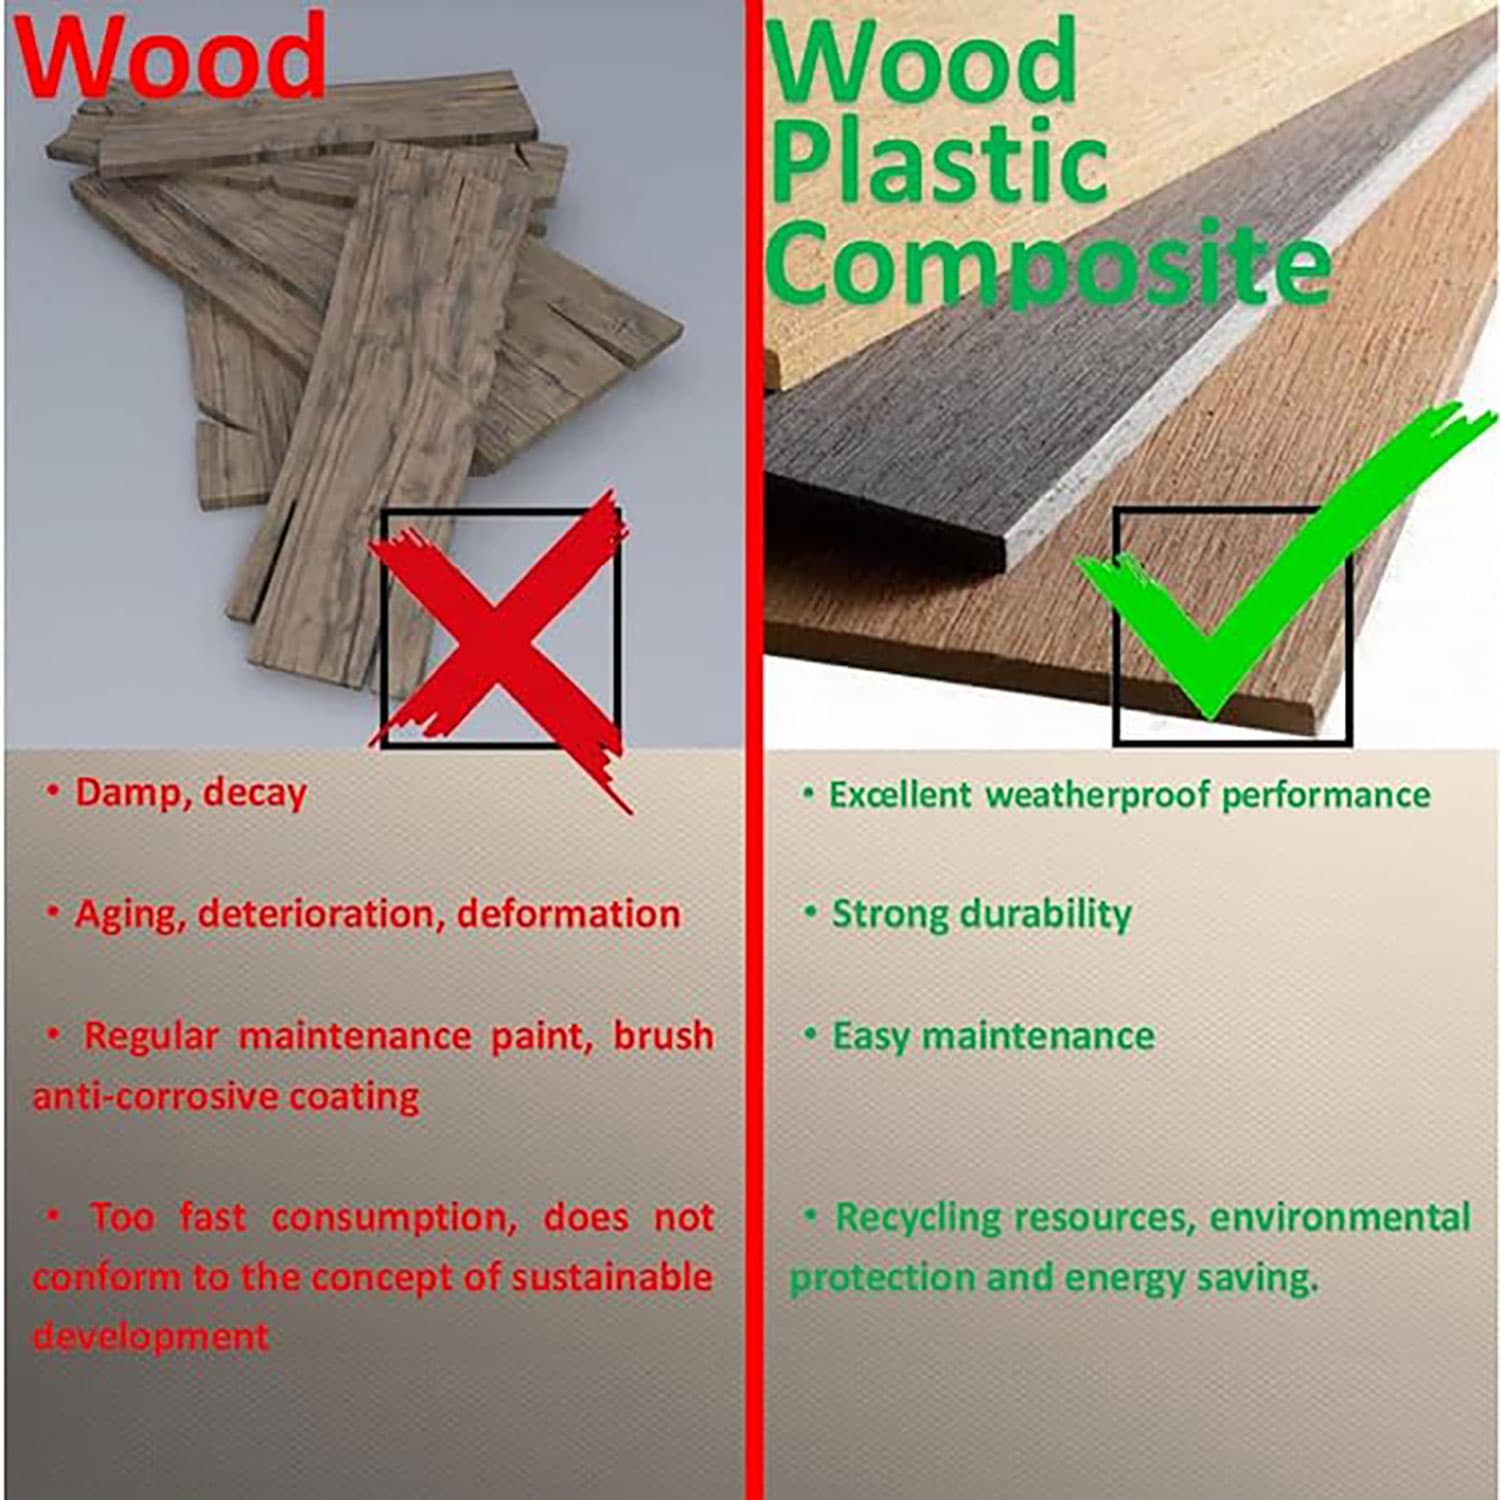 Wood
• Damp, decay
• Aging, deterioration, deformation
• Regular maintenance paint, brush
anti-corrosive coating
• Too fast consumption, does not
conform to the concept of sustainable
development
Wood
Plastic
Composite
• Excellent weatherproof performance
• Strong durability
• Easy maintenance
• Recycling resources, environmental
protection and energy saving.